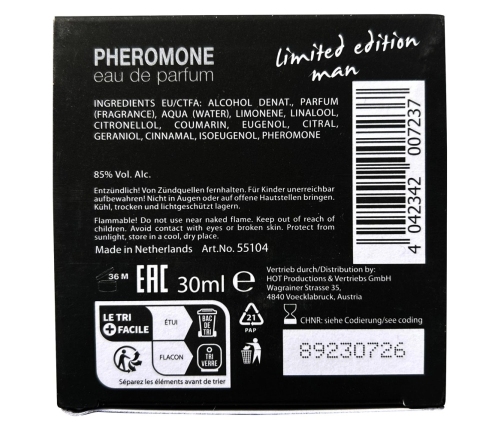 PHEROMONE
eau de parfum
limited edition
man
INGREDIENTS EU/CTFA: ALCOHOL DENAT., PARFUM
(FRAGRANCE), AQUA (WATER), LIMONENE, LINALOOL,
CITRONELLOL, COUMARIN, EUGENOL, CITRAL,
GERANIOL, CINNAMAL, ISOEUGENOL, PHEROMONE
85% Vol. Alc.
Entzündlich! Von Zündquellen fernhalten. Für Kinder unerreichbar
aufbewahren! Nicht in Augen oder auf offene Hautstellen bringen.
Kühl, trocken und lichtgeschützt lagern.
Flammable! Do not use near naked flame. Keep out of reach of
children. Avoid contact with eyes or broken skin. Protect from
sunlight, store in a cool, dry place.
Made in Netherlands Art.No. 55104
4 042342 007237
36 M
EAC 30ml e
Vertrieb durch/Distribution by:
HOT Productions & Vertriebs GmbH
Wagrainer Strasse 35,
4840 Voecklabruck, Austria
LE TRI
+ FACILE
ÉTUI
BAC
DE TRI
FLACON
TRI
VERRE
Séparez les éléments avant de trier
21
PAP
CHNR: siehe Codierung/see coding
89230726